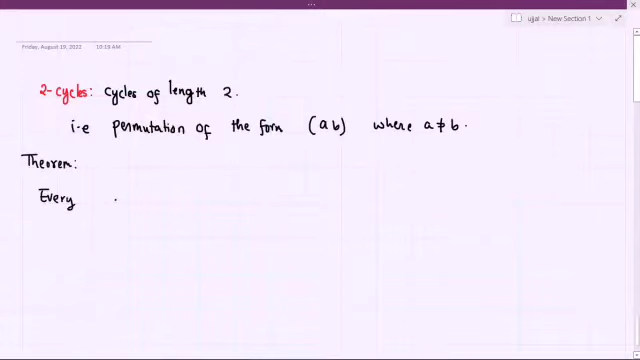 ujjal > New Section 1
Friday, August 19, 2022 10:19 AM
2-cycles: cycles of length 2.
i-e permutation of the form (a b) where a ≠ b.
Theorem:
Every